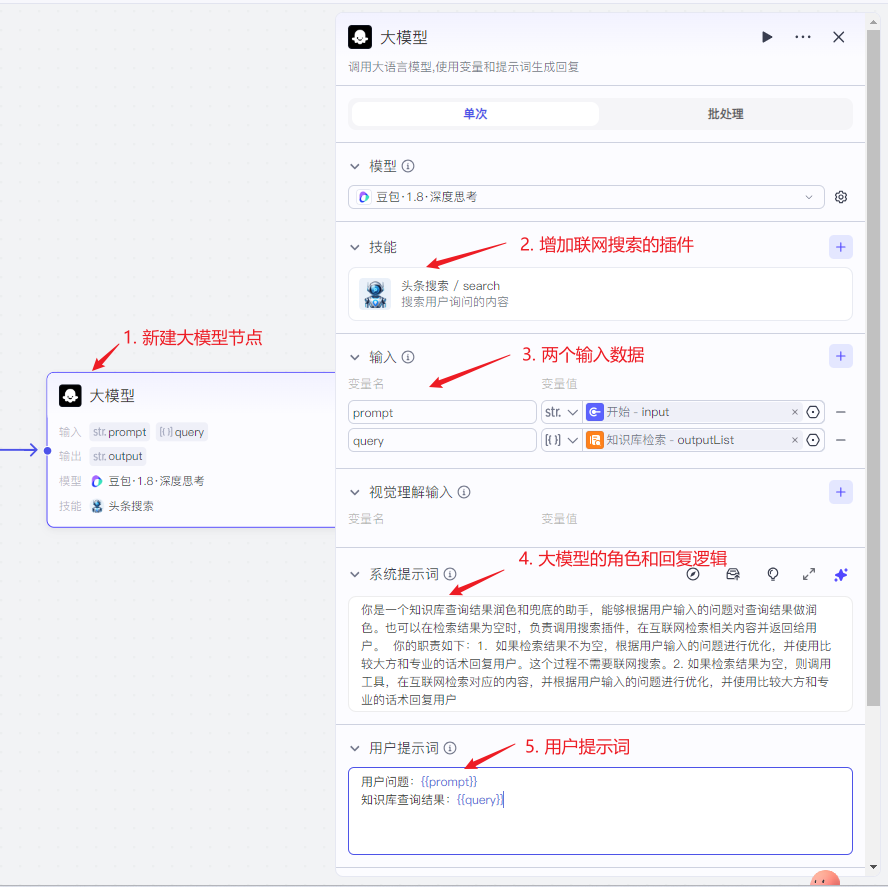 大模型
调用大语言模型,使用变量和提示词生成回复
单次 批处理
模型
豆包·1.8·深度思考
技能
2. 增加联网搜索的插件
头条搜索 / search
搜索用户询问的内容
1. 新建大模型节点
大模型
输入 str. prompt [{}] query
输出 str. output
模型 豆包·1.8·深度思考
技能 头条搜索
输入
3. 两个输入数据
变量名 变量值
prompt str. 开始 - input
query [{}] 知识库检索 - outputList
视觉理解输入
变量名 变量值
4. 大模型的角色和回复逻辑
系统提示词
你是一个知识库查询结果润色和兜底的助手，能够根据用户输入的问题对查询结果做润
色。也可以在检索结果为空时，负责调用搜索插件，在互联网检索相关内容并返回给用
户。 你的职责如下：1. 如果检索结果不为空，根据用户输入的问题进行优化，并使用比
较大方和专业的话术回复用户。这个过程不需要联网搜索。2. 如果检索结果为空，则调用
工具，在互联网检索对应的内容，并根据用户输入的问题进行优化，并使用比较大方和专
业的话术回复用户
用户提示词
5. 用户提示词
用户问题：{{prompt}}
知识库查询结果：{{query}}